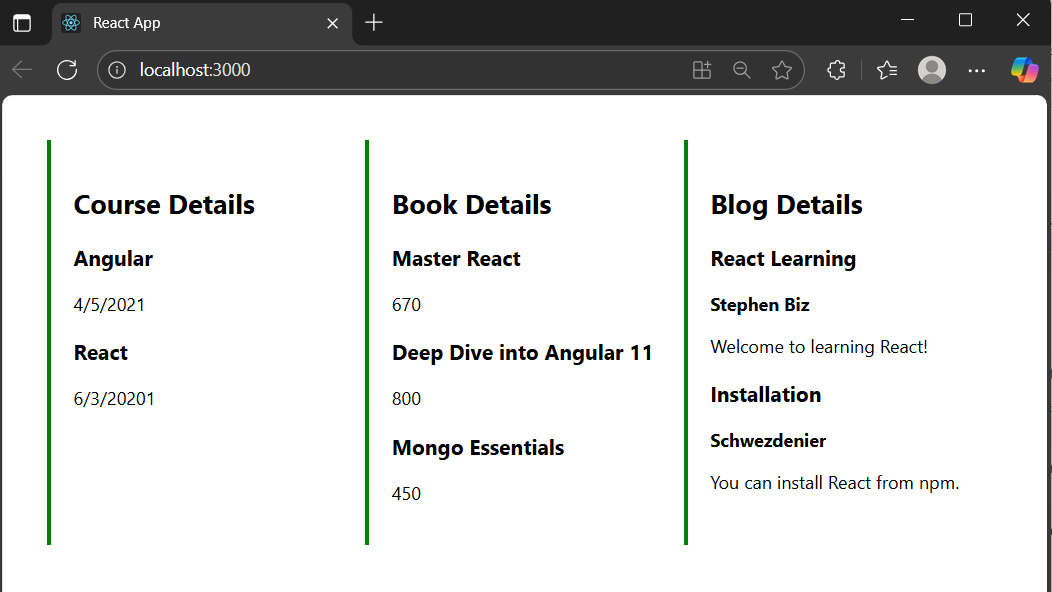 React App
localhost:3000
Course Details
Angular
4/5/2021
React
6/3/20201
Book Details
Master React
670
Deep Dive into Angular 11
800
Mongo Essentials
450
Blog Details
React Learning
Stephen Biz
Welcome to learning React!
Installation
Schwezdenier
You can install React from npm.